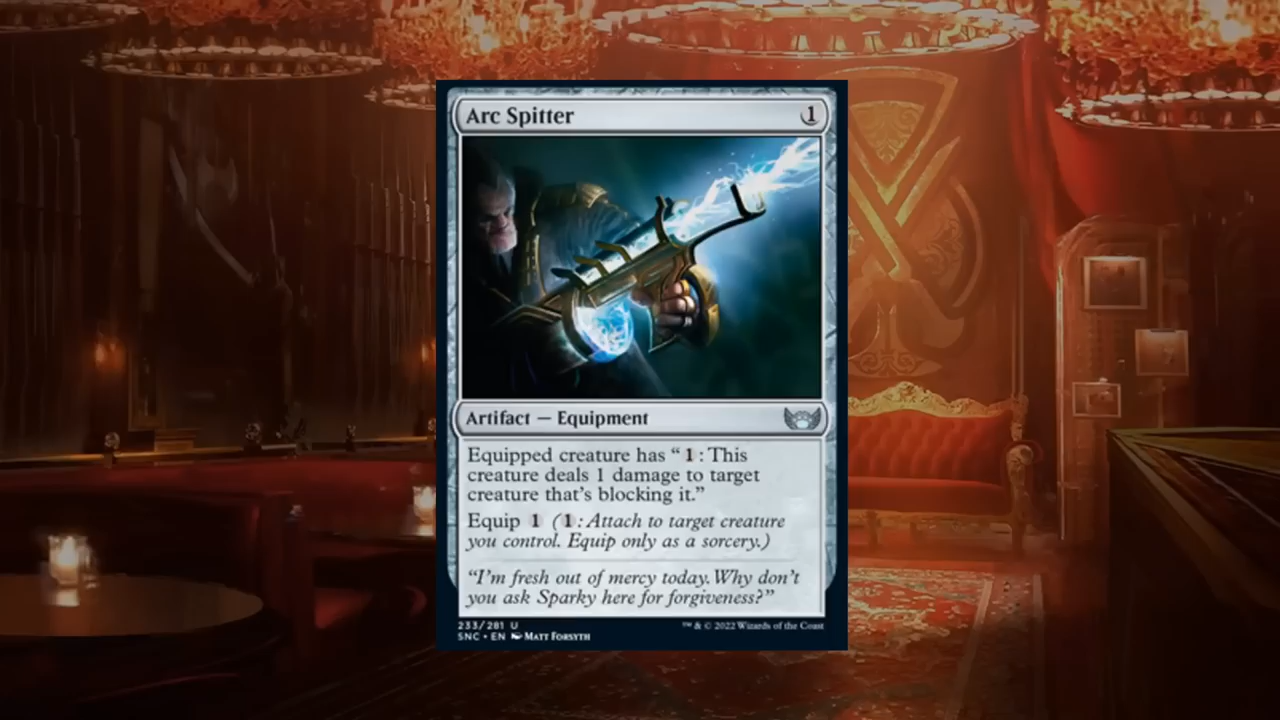 Arc Spitter 1
Artifact — Equipment
Equipped creature has “1: This
creature deals 1 damage to target
creature that’s blocking it.”
Equip 1 (1: Attach to target creature
you control. Equip only as a sorcery.)
“I’m fresh out of mercy today. Why don’t
you ask Sparky here for forgiveness?”
233/281 U
SNC • EN Matt Forsyth
™ & © 2022 Wizards of the Coast